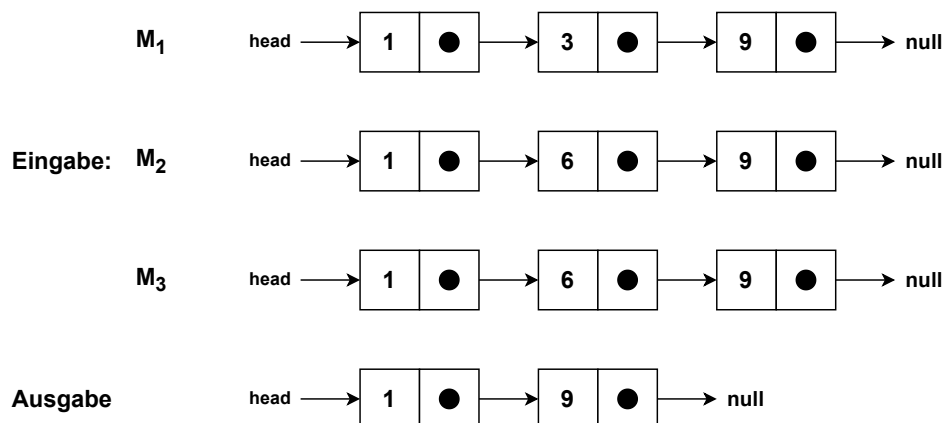 M1 head 1 3 9 null
Eingabe: M2 head 1 6 9 null
M3 head 1 6 9 null
Ausgabe head 1 9 null